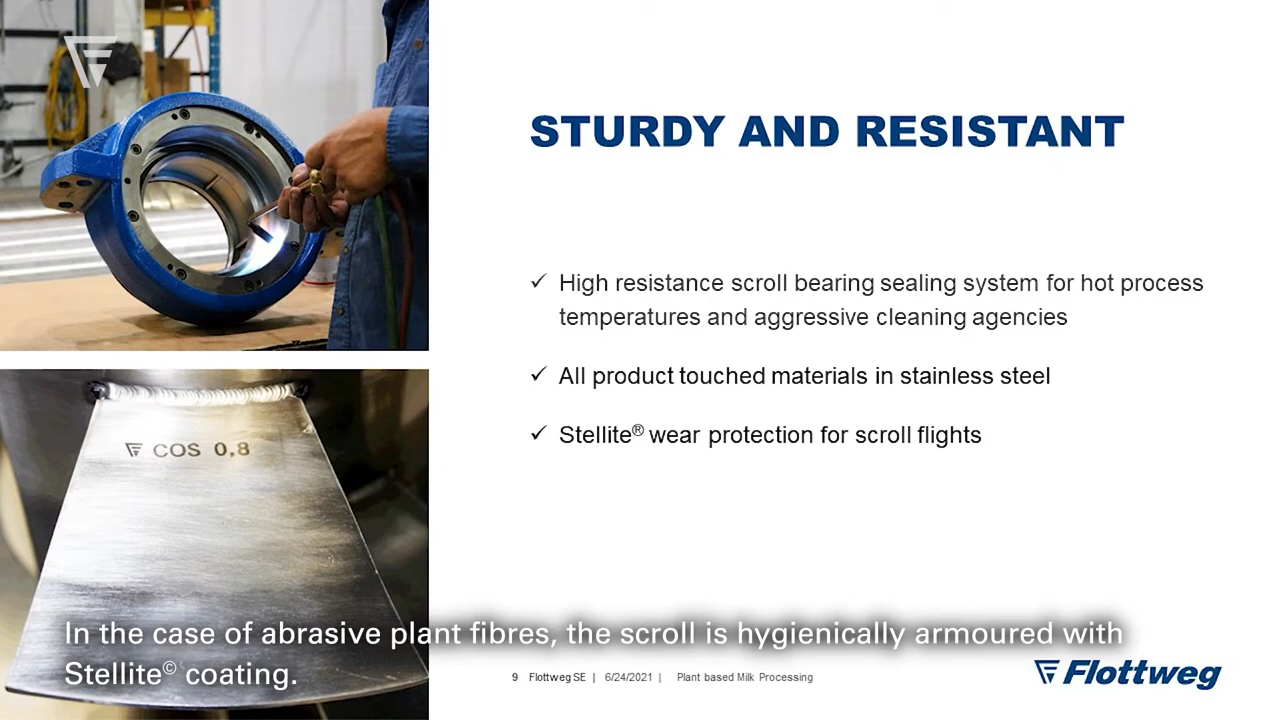 STURDY AND RESISTANT
✓ High resistance scroll bearing sealing system for hot process
temperatures and aggressive cleaning agencies
✓ All product touched materials in stainless steel
✓ Stellite® wear protection for scroll flights
COS 0,8
In the case of abrasive plant fibres, the scroll is hygienically armoured with
Stellite© coating.
9 Flottweg SE | 6/24/2021 | Plant based Milk Processing
Flottweg